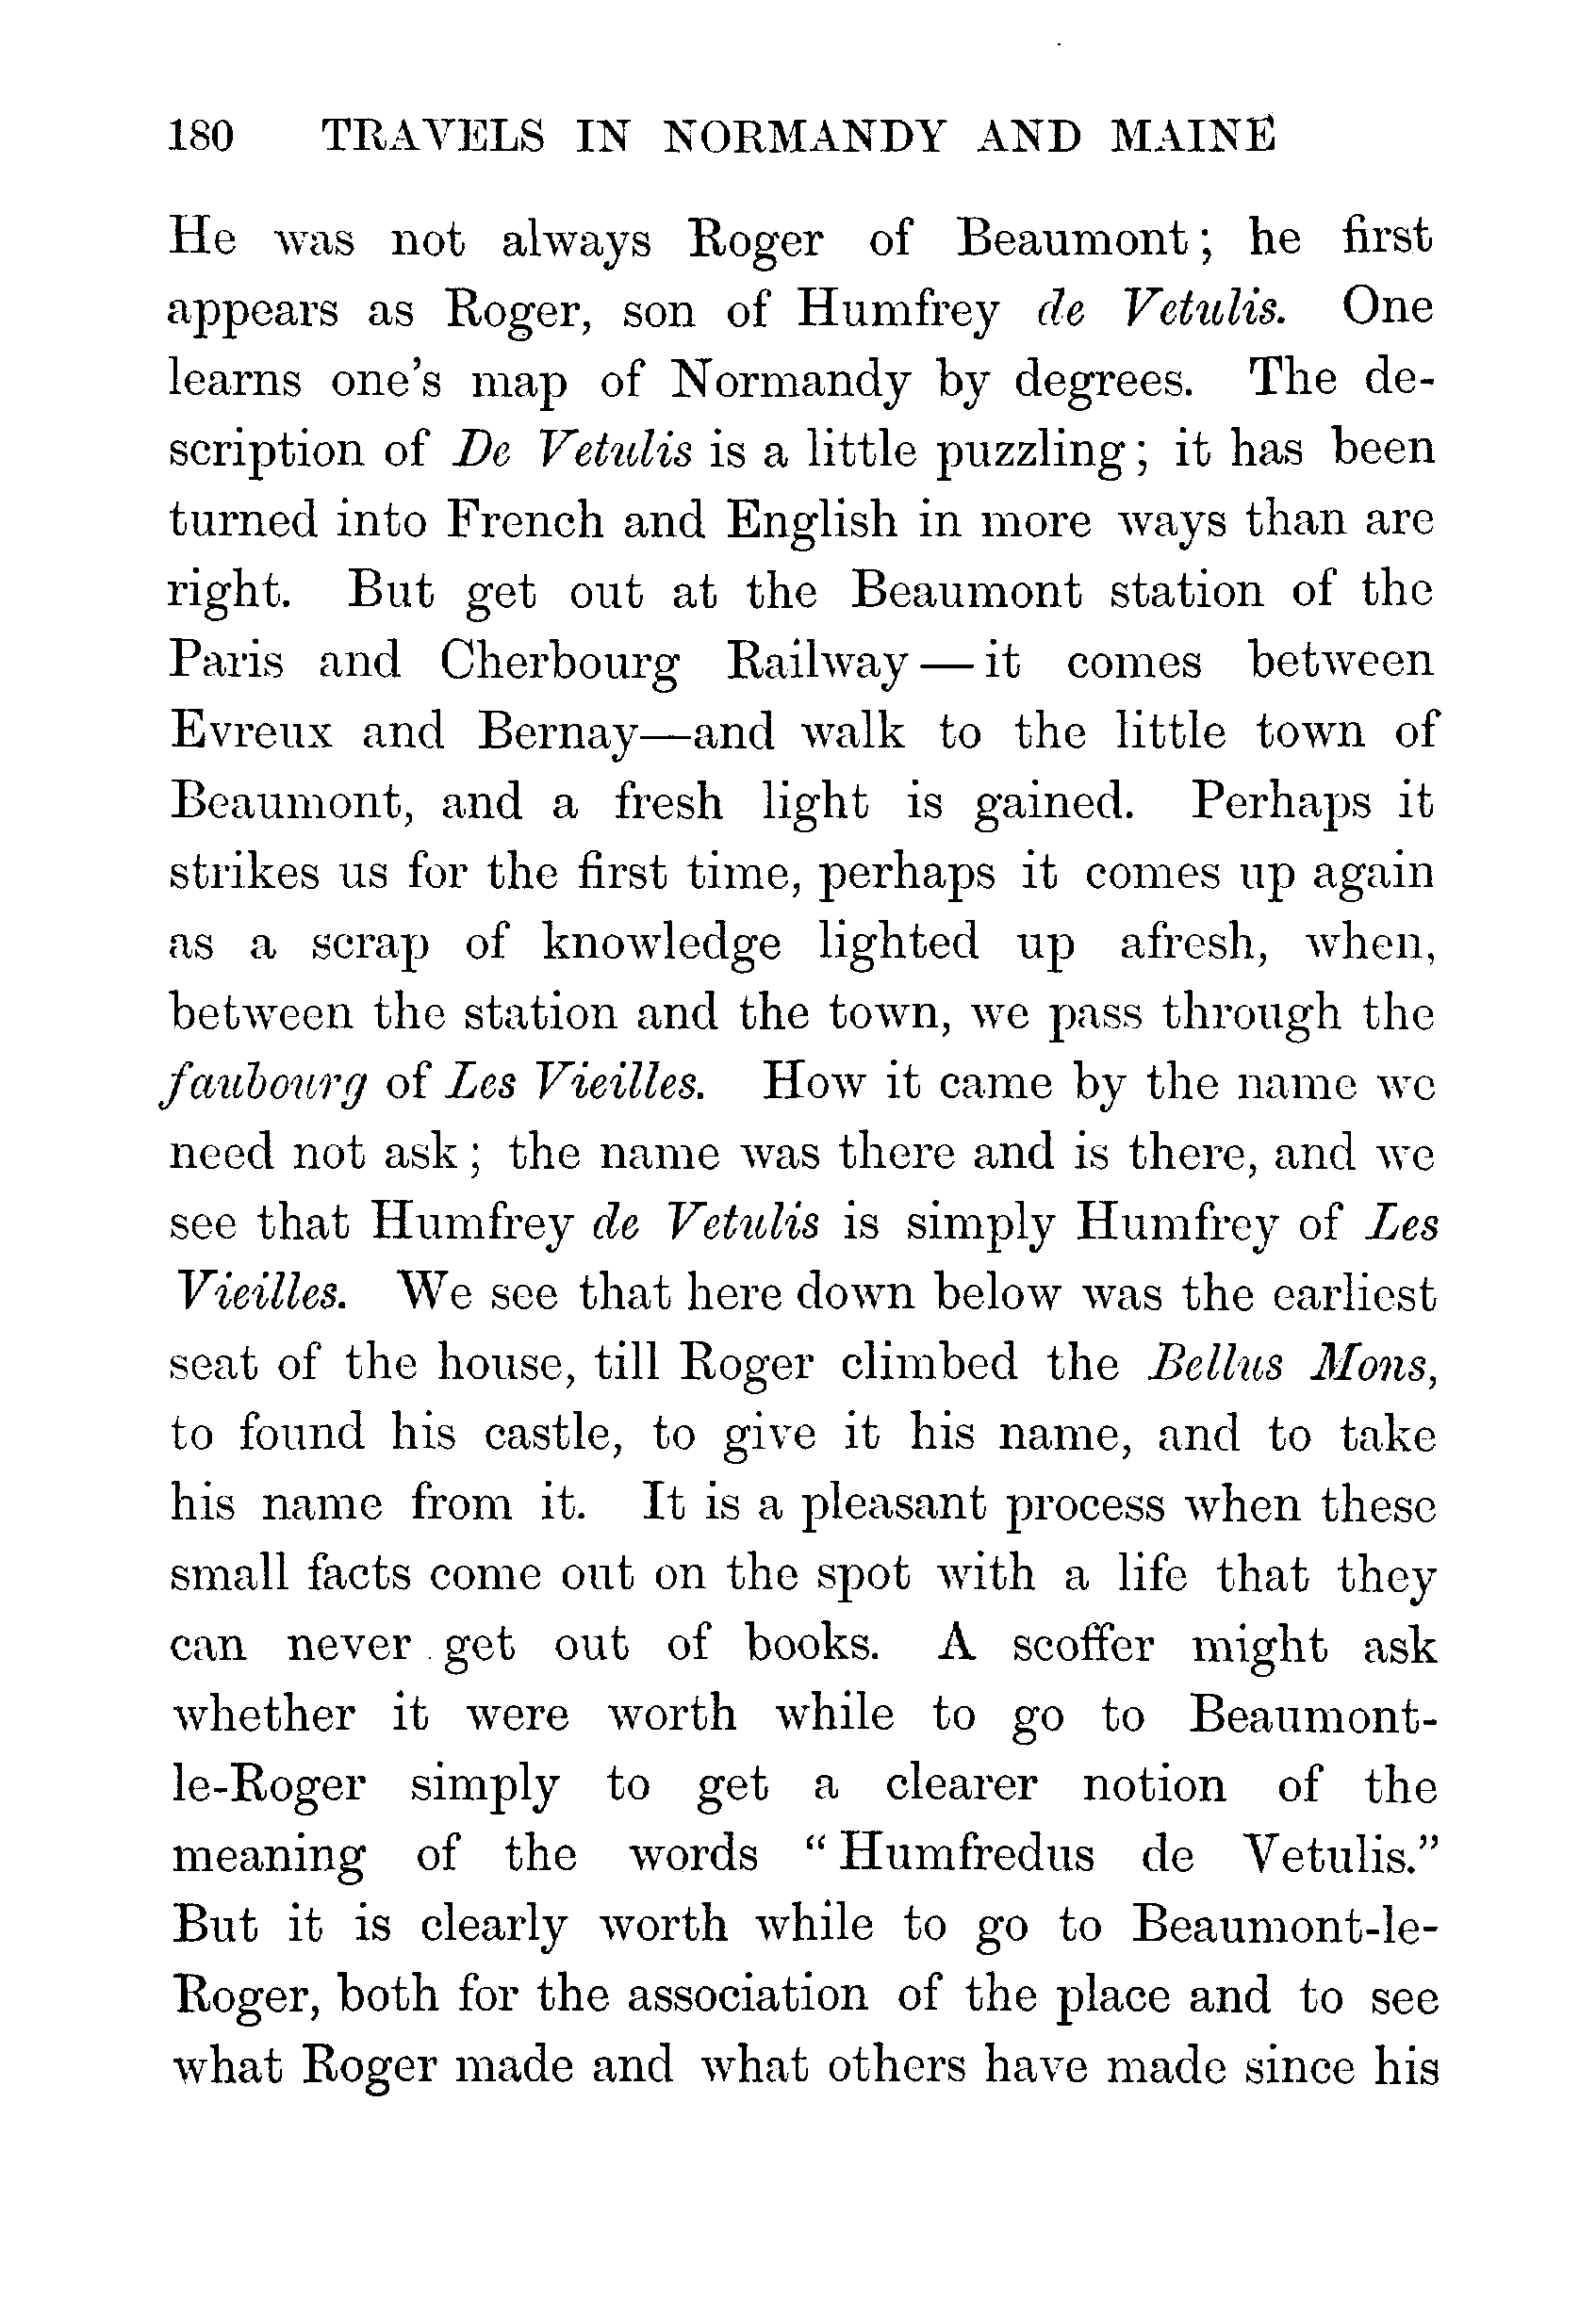 180 TRAVELS IN NORMANDY AND MAINE
He was not always Roger of Beaumont; he first
appears as Roger, son of Humfrey de Vetulis. One
learns one's map of Normandy by degrees. The de-
scription of De Vetulis is a little puzzling; it has been
turned into French and English in more ways than are
right. But get out at the Beaumont station of the
Paris and Cherbourg Railway — it comes between
Evreux and Bernay—and walk to the little town of
Beaumont, and a fresh light is gained. Perhaps it
strikes us for the first time, perhaps it comes up again
as a scrap of knowledge lighted up afresh, when,
between the station and the town, we pass through the
faubourg of Les Vieilles. How it came by the name we
need not ask; the name was there and is there, and we
see that Humfrey de Vetulis is simply Humfrey of Les
Vieilles. We see that here down below was the earliest
seat of the house, till Roger climbed the Bellus Mons,
to found his castle, to give it his name, and to take
his name from it. It is a pleasant process when these
small facts come out on the spot with a life that they
can never get out of books. A scoffer might ask
whether it were worth while to go to Beaumont-
le-Roger simply to get a clearer notion of the
meaning of the words "Humfredus de Vetulis."
But it is clearly worth while to go to Beaumont-le-
Roger, both for the association of the place and to see
what Roger made and what others have made since his